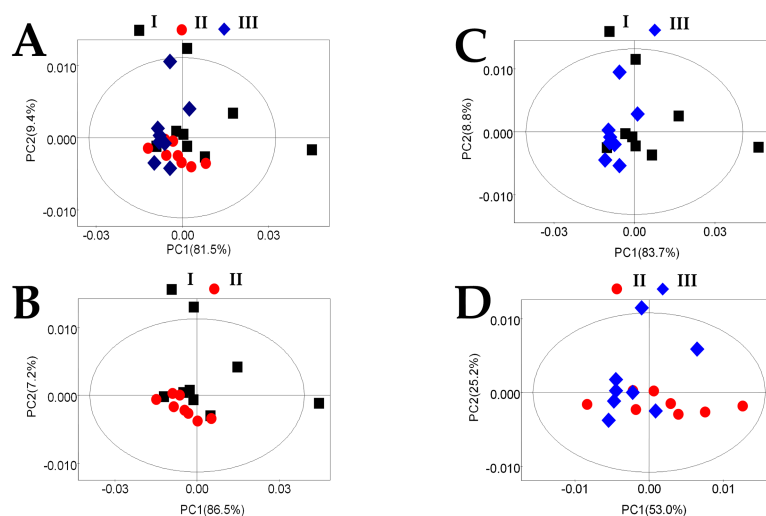 A
I II III
0.010
0.000
-0.010
PC2(9.4%)
-0.03 0.00 0.03
PC1(81.5%)
C
I III
0.010
0.000
-0.010
PC2(8.8%)
-0.03 0.00 0.03
PC1(83.7%)
B
I II
0.010
0.000
-0.010
PC2(7.2%)
-0.03 0.00 0.03
PC1(86.5%)
D
II III
0.010
0.000
-0.010
PC2(25.2%)
-0.01 0.00 0.01
PC1(53.0%)